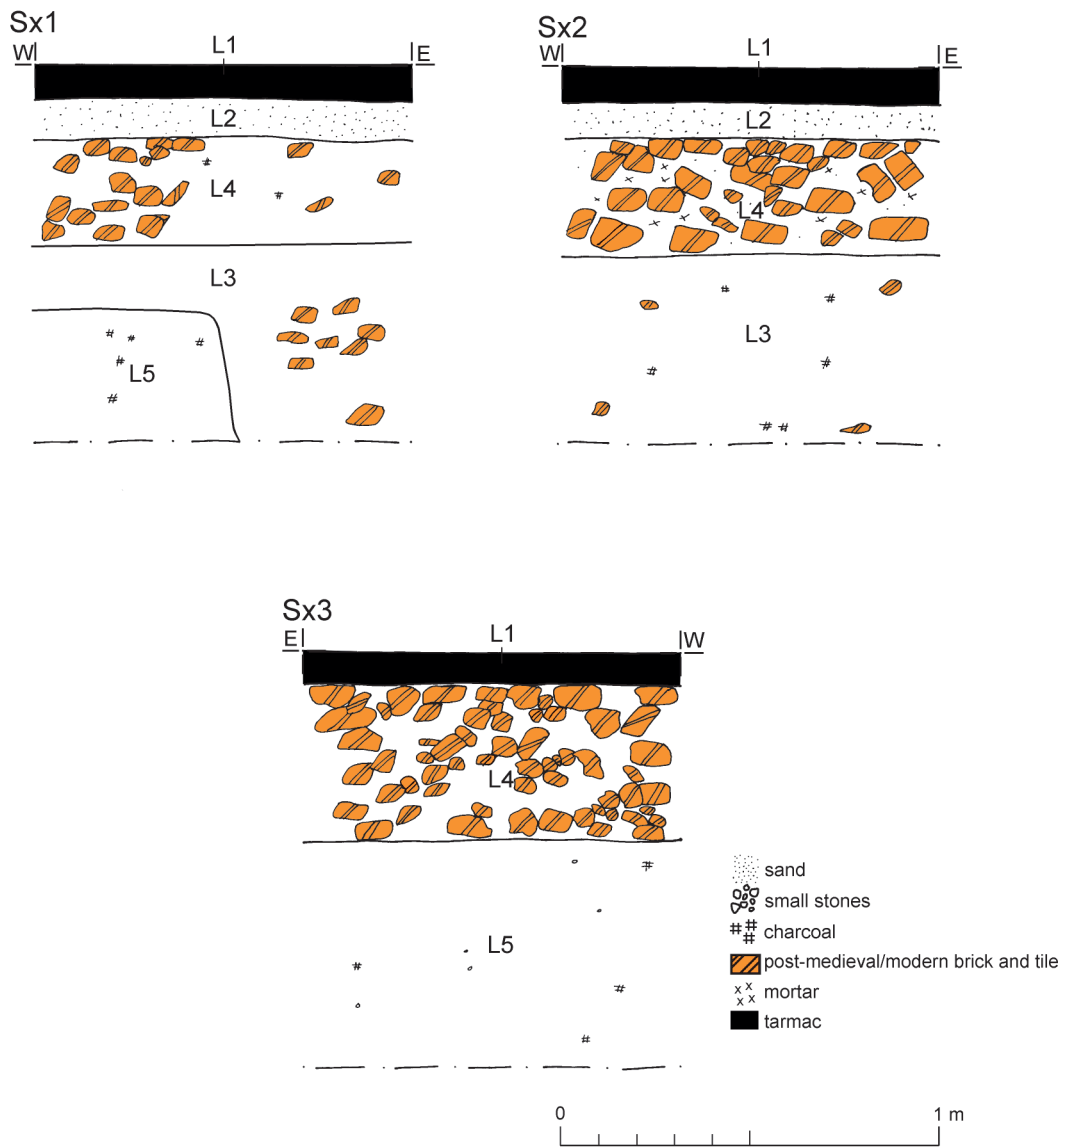 Sx1
W
L1
E
L2
L4
L3
L5
Sx2
W
L1
E
L2
L4
L3
Sx3
E
L1
W
L4
L5
sand
small stones
charcoal
post-medieval/modern brick and tile
mortar
tarmac
0
1 m